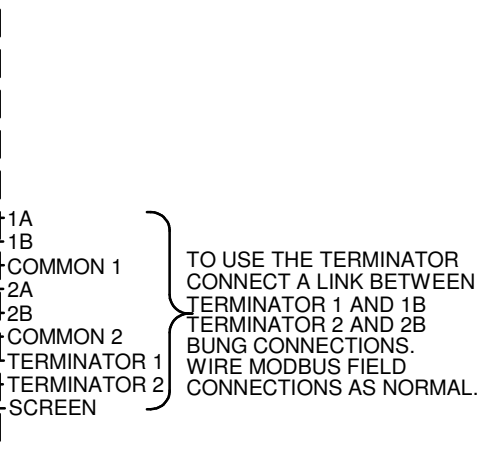 1A
1B
COMMON 1
2A
2B
COMMON 2
TERMINATOR 1
TERMINATOR 2
SCREEN
TO USE THE TERMINATOR
CONNECT A LINK BETWEEN
TERMINATOR 1 AND 1B
TERMINATOR 2 AND 2B
BUNG CONNECTIONS.
WIRE MODBUS FIELD
CONNECTIONS AS NORMAL.